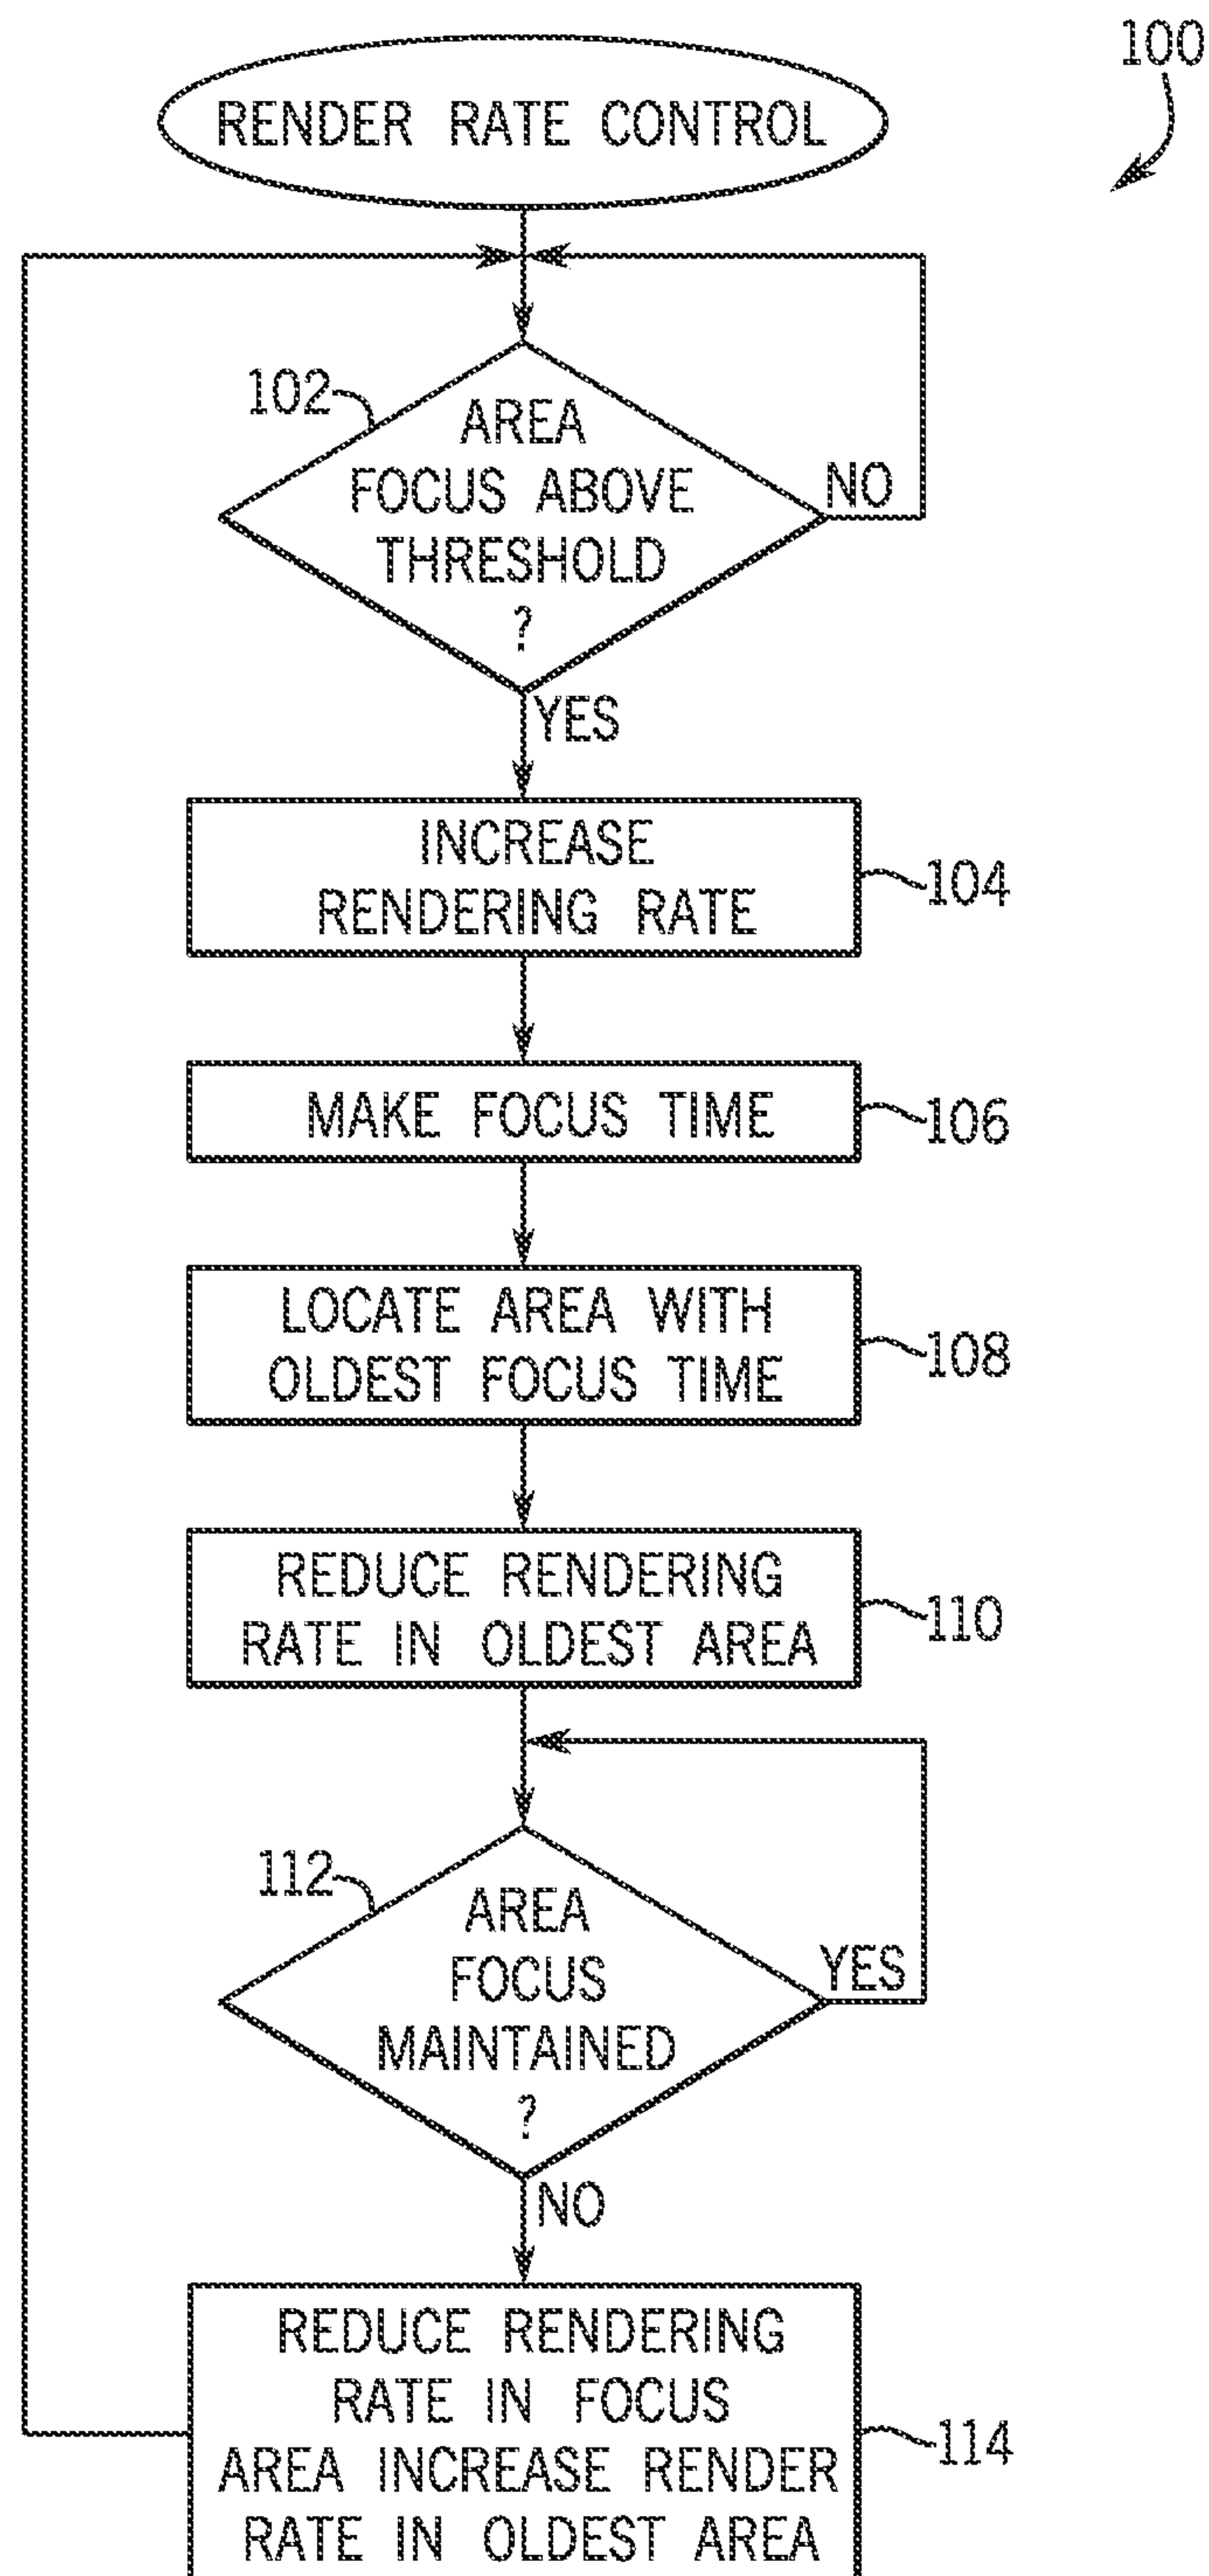 100
RENDER RATE CONTROL
102
AREA
FOCUS ABOVE
THRESHOLD
?
NO
YES
INCREASE
RENDERING RATE
104
MAKE FOCUS TIME
106
LOCATE AREA WITH
OLDEST FOCUS TIME
108
REDUCE RENDERING
RATE IN OLDEST AREA
110
112
AREA
FOCUS
MAINTAINED
?
YES
NO
REDUCE RENDERING
RATE IN FOCUS
AREA INCREASE RENDER
RATE IN OLDEST AREA
114